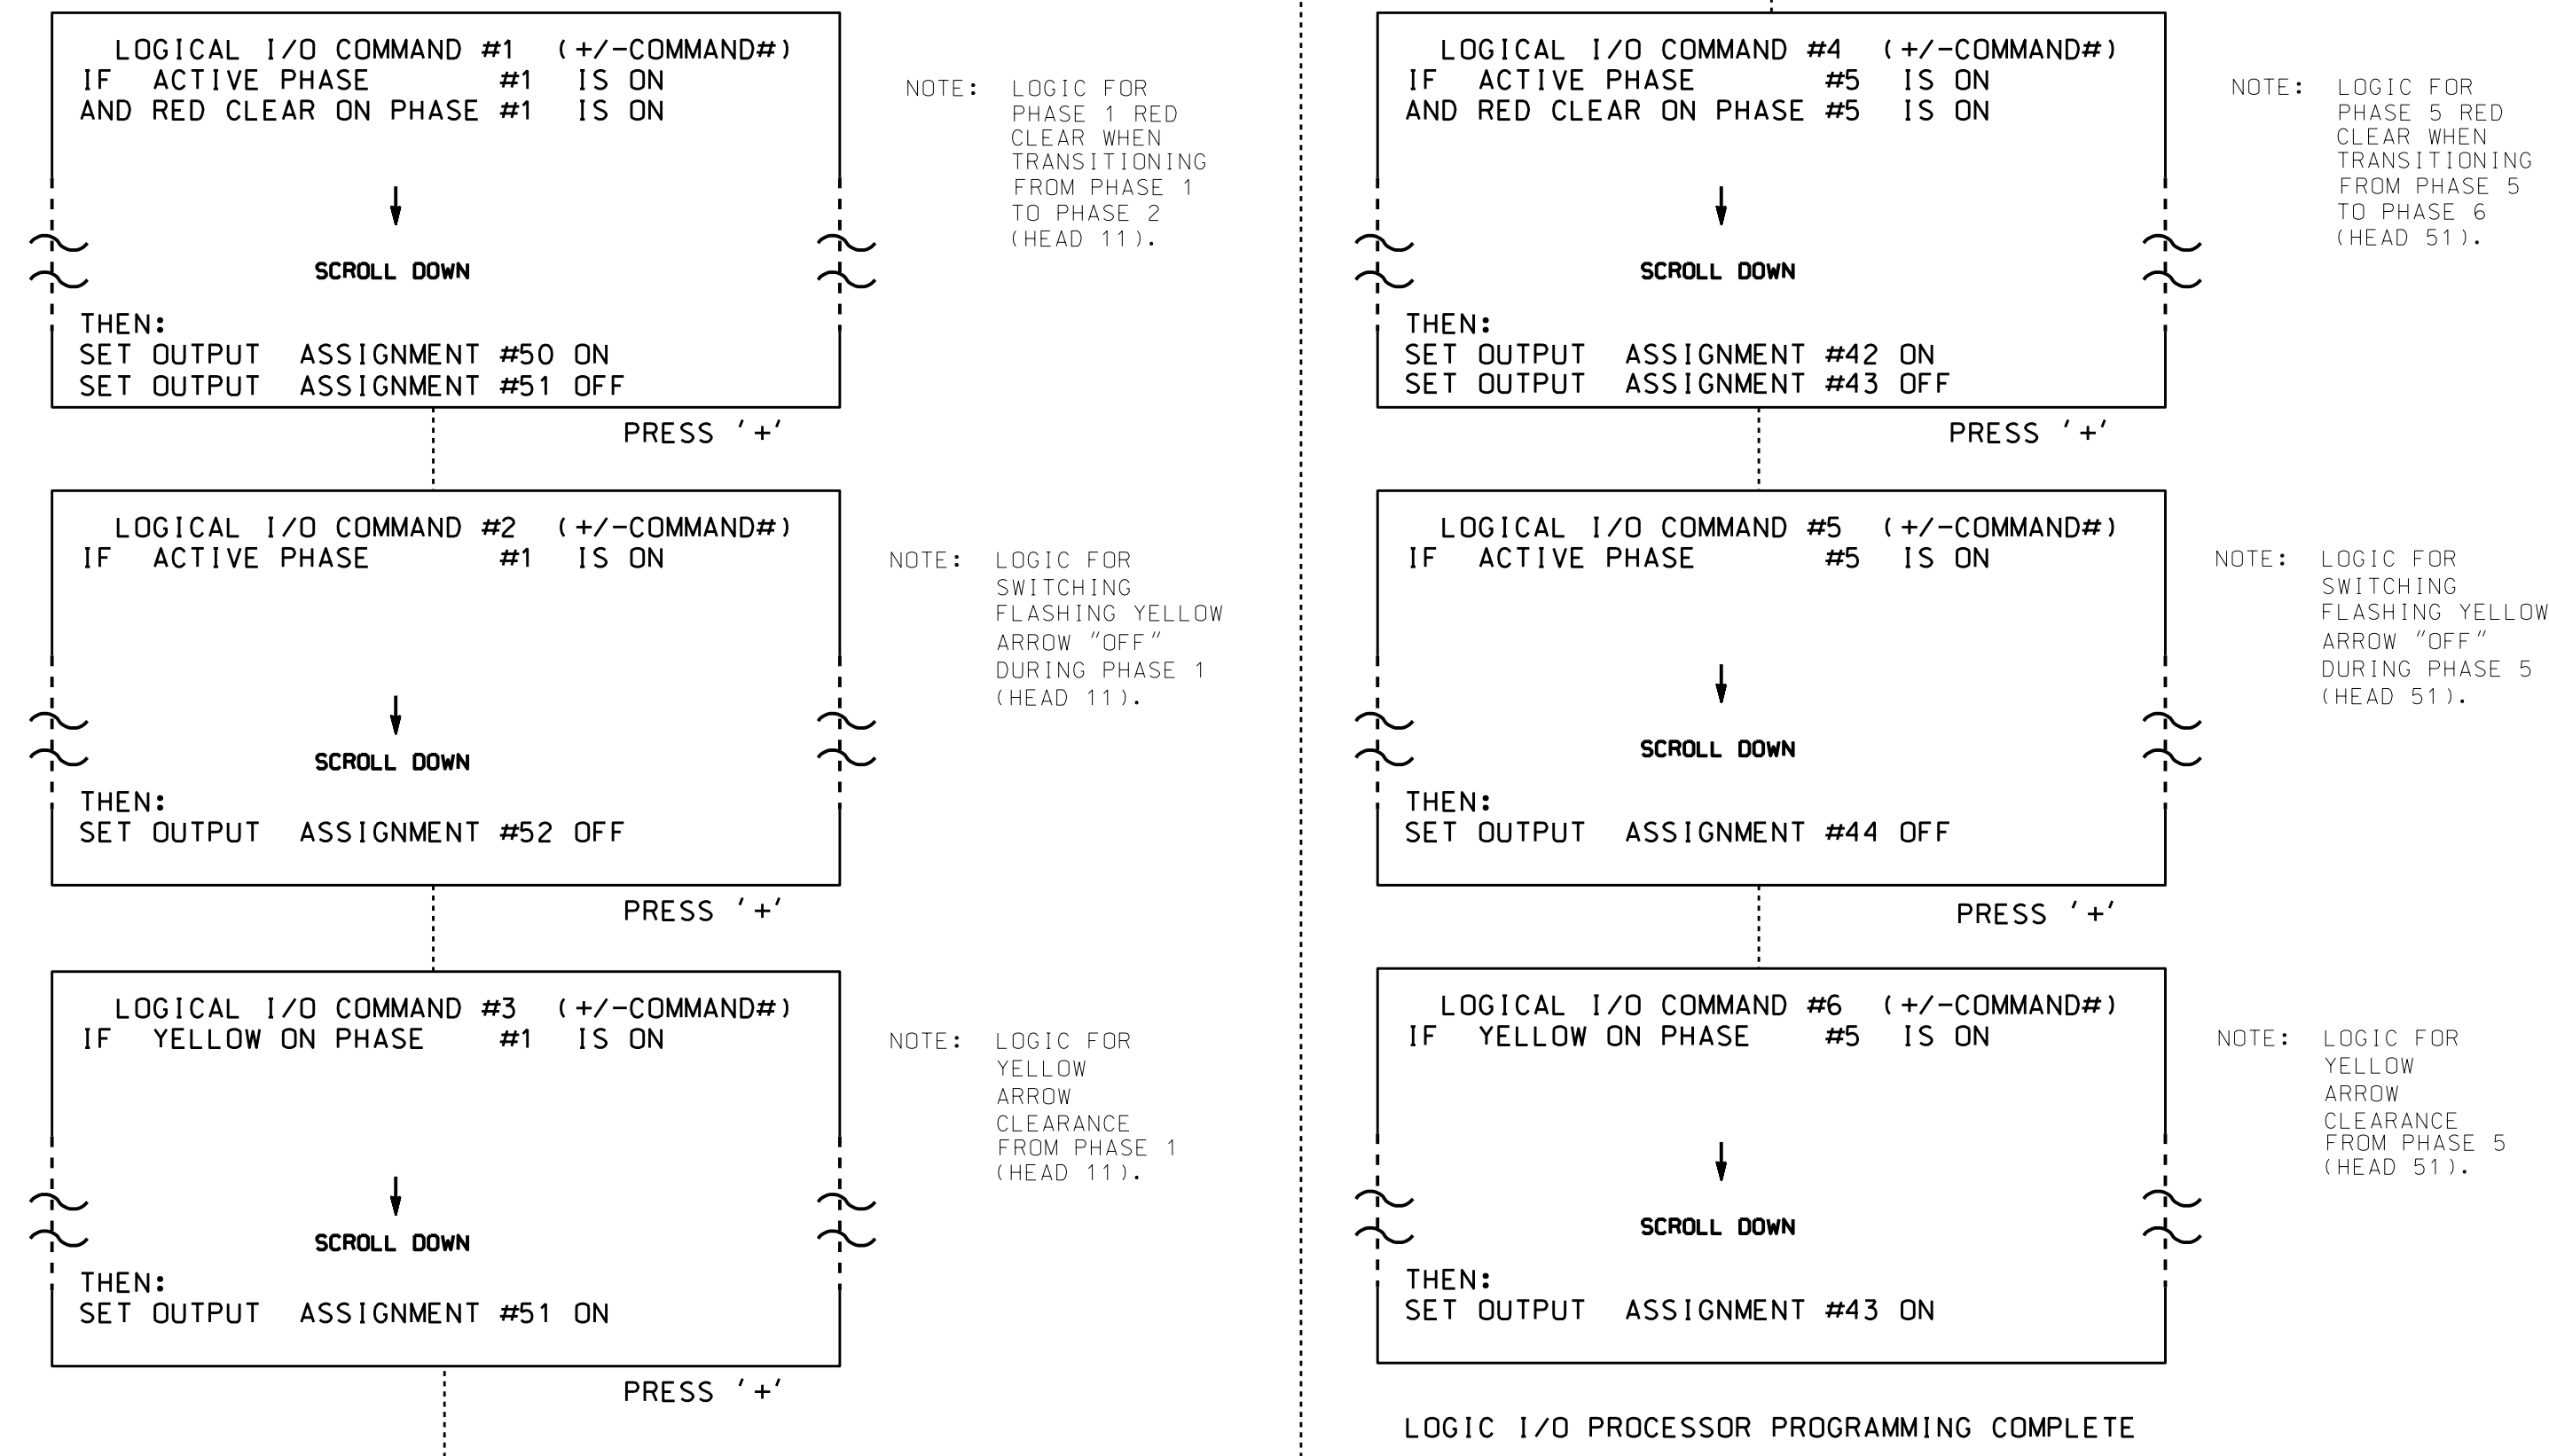 LOGICAL I/O COMMAND #1 (+/-COMMAND#)
IF ACTIVE PHASE #1 IS ON
AND RED CLEAR ON PHASE #1 IS ON
SCROLL DOWN
THEN:
SET OUTPUT ASSIGNMENT #50 ON
SET OUTPUT ASSIGNMENT #51 OFF
PRESS '+'
NOTE: LOGIC FOR
PHASE 1 RED
CLEAR WHEN
TRANSITIONING
FROM PHASE 1
TO PHASE 2
(HEAD 11).
LOGICAL I/O COMMAND #2 (+/-COMMAND#)
IF ACTIVE PHASE #1 IS ON
SCROLL DOWN
THEN:
SET OUTPUT ASSIGNMENT #52 OFF
PRESS '+'
NOTE: LOGIC FOR
SWITCHING
FLASHING YELLOW
ARROW "OFF"
DURING PHASE 1
(HEAD 11).
LOGICAL I/O COMMAND #3 (+/-COMMAND#)
IF YELLOW ON PHASE #1 IS ON
SCROLL DOWN
THEN:
SET OUTPUT ASSIGNMENT #51 ON
PRESS '+'
NOTE: LOGIC FOR
YELLOW
ARROW
CLEARANCE
FROM PHASE 1
(HEAD 11).
LOGICAL I/O COMMAND #4 (+/-COMMAND#)
IF ACTIVE PHASE #5 IS ON
AND RED CLEAR ON PHASE #5 IS ON
SCROLL DOWN
THEN:
SET OUTPUT ASSIGNMENT #42 ON
SET OUTPUT ASSIGNMENT #43 OFF
PRESS '+'
NOTE: LOGIC FOR
PHASE 5 RED
CLEAR WHEN
TRANSITIONING
FROM PHASE 5
TO PHASE 6
(HEAD 51).
LOGICAL I/O COMMAND #5 (+/-COMMAND#)
IF ACTIVE PHASE #5 IS ON
SCROLL DOWN
THEN:
SET OUTPUT ASSIGNMENT #44 OFF
PRESS '+'
NOTE: LOGIC FOR
SWITCHING
FLASHING YELLOW
ARROW "OFF"
DURING PHASE 5
(HEAD 51).
LOGICAL I/O COMMAND #6 (+/-COMMAND#)
IF YELLOW ON PHASE #5 IS ON
SCROLL DOWN
THEN:
SET OUTPUT ASSIGNMENT #43 ON
NOTE: LOGIC FOR
YELLOW
ARROW
CLEARANCE
FROM PHASE 5
(HEAD 51).
LOGIC I/O PROCESSOR PROGRAMMING COMPLETE